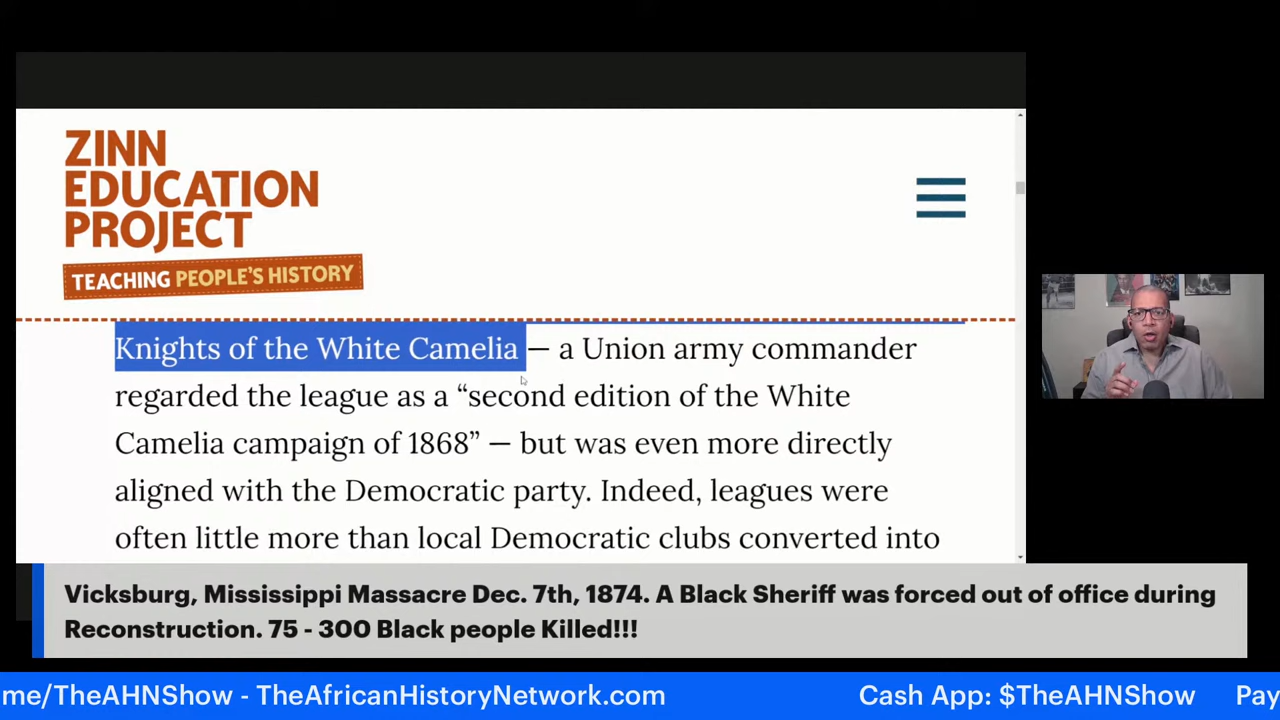 ZINN
EDUCATION
PROJECT
TEACHING PEOPLE'S HISTORY
Knights of the White Camelia — a Union army commander
regarded the league as a “second edition of the White
Camelia campaign of 1868” — but was even more directly
aligned with the Democratic party. Indeed, leagues were
often little more than local Democratic clubs converted into
Vicksburg, Mississippi Massacre Dec. 7th, 1874. A Black Sheriff was forced out of office during
Reconstruction. 75 - 300 Black people Killed!!!
me/TheAHNShow - TheAfricanHistoryNetwork.com Cash App: $TheAHNShow Pay